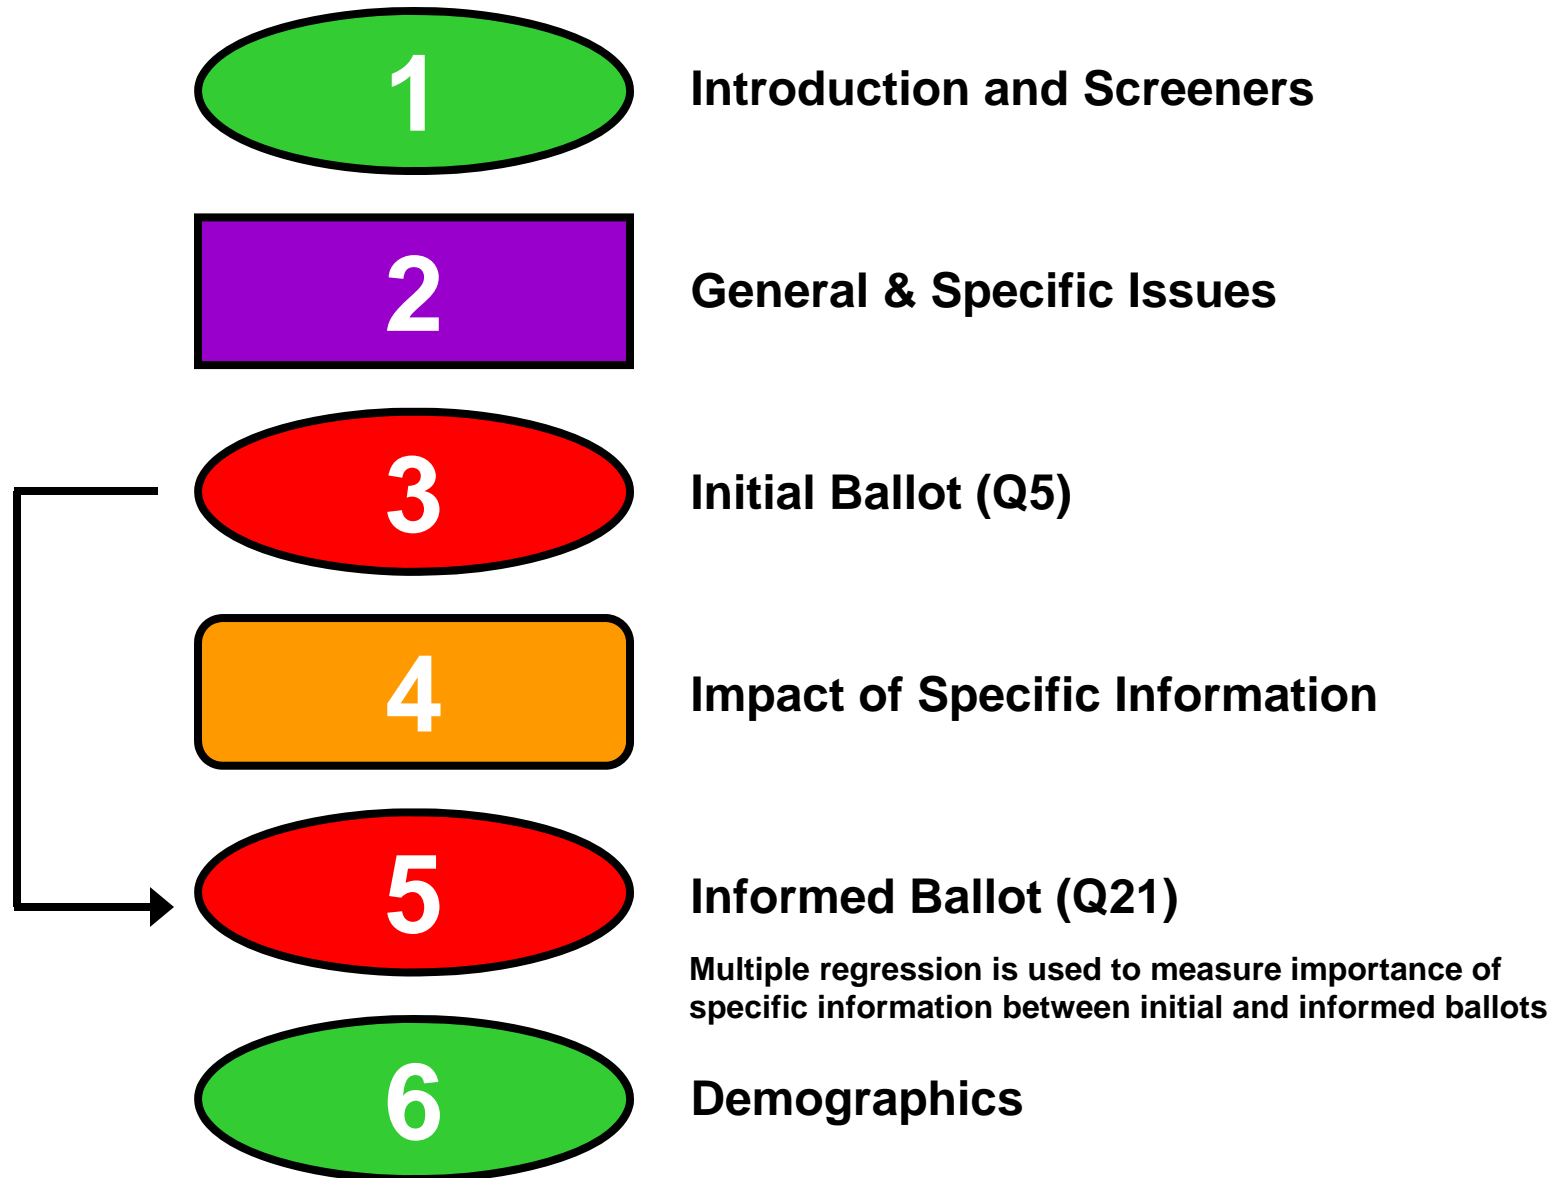 1
Introduction and Screeners
2
General & Specific Issues
3
Initial Ballot (Q5)
4
Impact of Specific Information
5
Informed Ballot (Q21)
Multiple regression is used to measure importance of
specific information between initial and informed ballots
6
Demographics